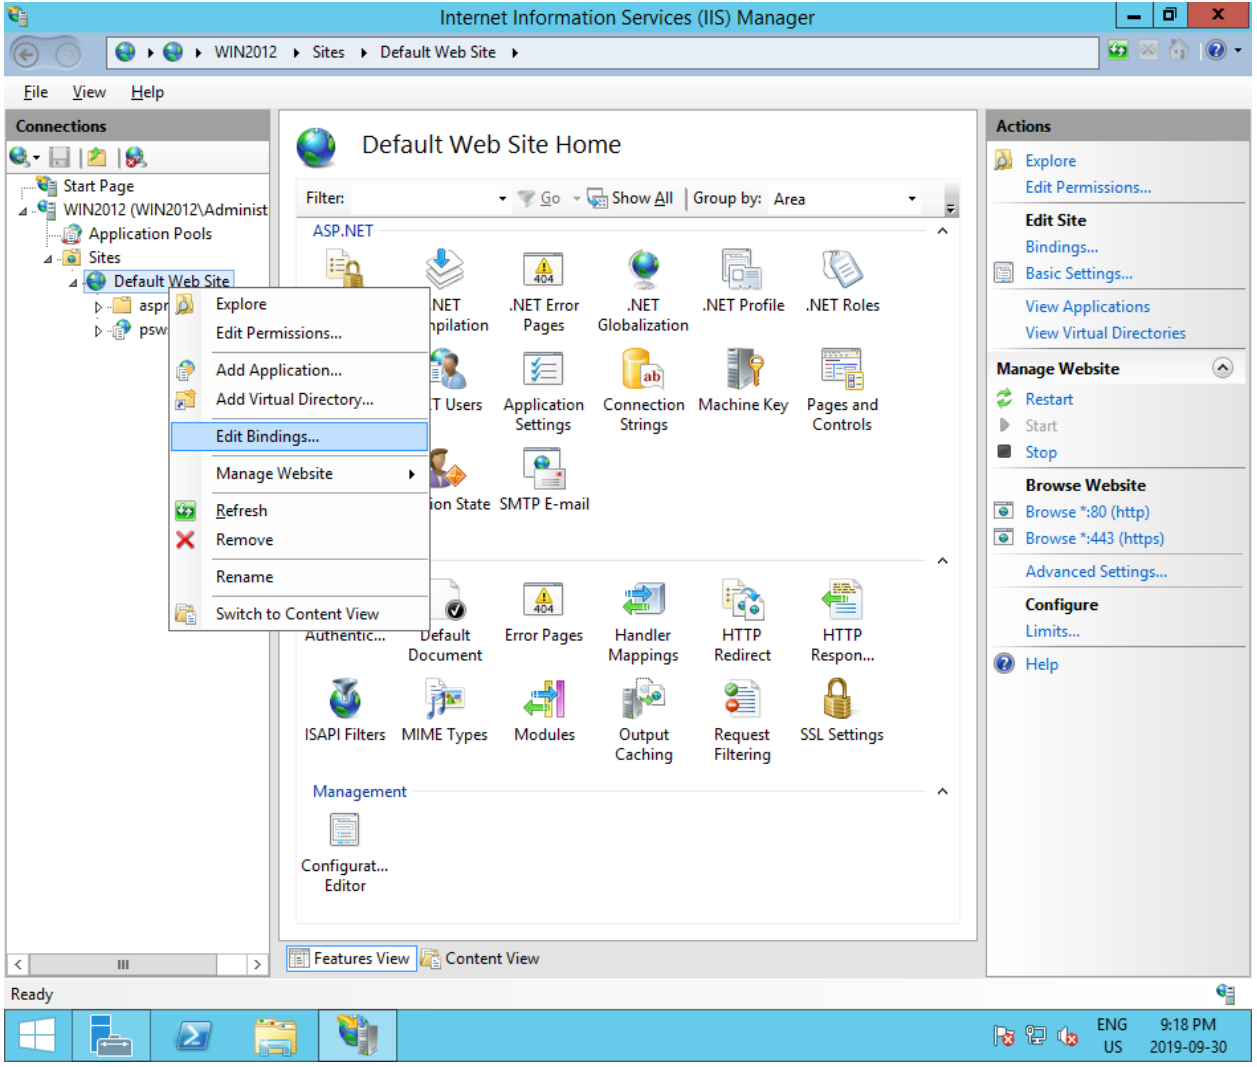 Internet Information Services (IIS) Manager
WIN2012 Sites Default Web Site
File View Help
Connections
Start Page
WIN2012 (WIN2012\Administ
Application Pools
Sites
Default Web Site
aspr
psw
Explore
Edit Permissions...
Add Application...
Add Virtual Directory...
Edit Bindings...
Manage Website
Refresh
Remove
Rename
Switch to Content View
Default Web Site Home
Filter: Go Show All Group by: Area
ASP.NET
.NET
npilation
.NET Error
Pages
.NET
Globalization
.NET Profile
.NET Roles
T Users
Application
Settings
Connection
Strings
Machine Key
Pages and
Controls
ion State
SMTP E-mail
Authentic...
Default
Document
Error Pages
Handler
Mappings
HTTP
Redirect
HTTP
Respon...
ISAPI Filters
MIME Types
Modules
Output
Caching
Request
Filtering
SSL Settings
Management
Configurat...
Editor
Features View Content View
Actions
Explore
Edit Permissions...
Edit Site
Bindings...
Basic Settings...
View Applications
View Virtual Directories
Manage Website
Restart
Start
Stop
Browse Website
Browse *:80 (http)
Browse *:443 (https)
Advanced Settings...
Configure
Limits...
Help
Ready
ENG
US
9:18 PM
2019-09-30